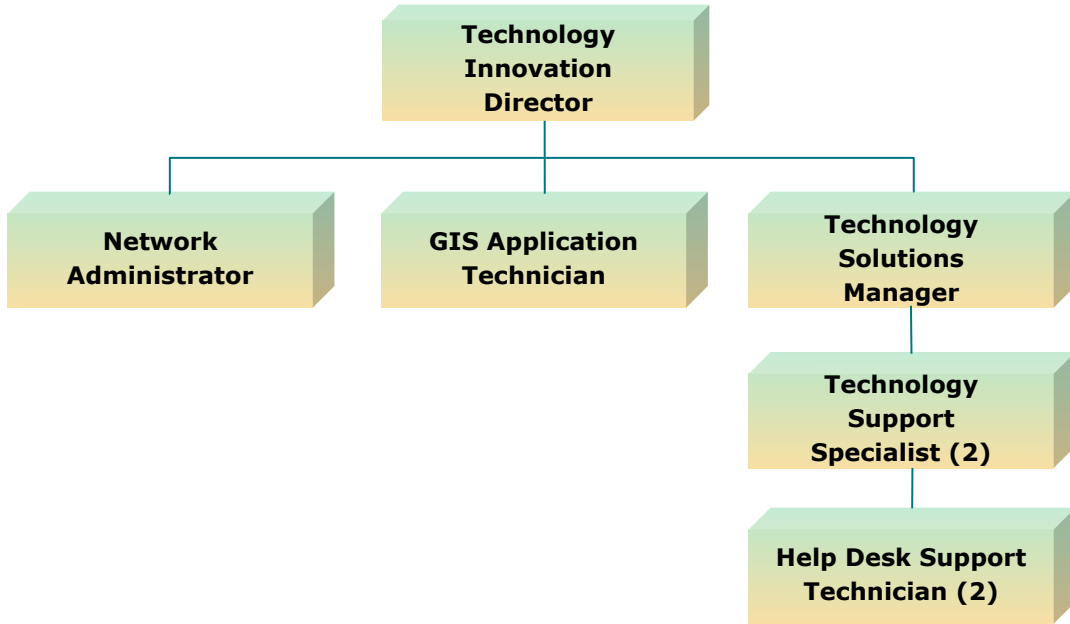 Technology
Innovation
Director
Network
Administrator
GIS Application
Technician
Technology
Solutions
Manager
Technology
Support
Specialist (2)
Help Desk Support
Technician (2)